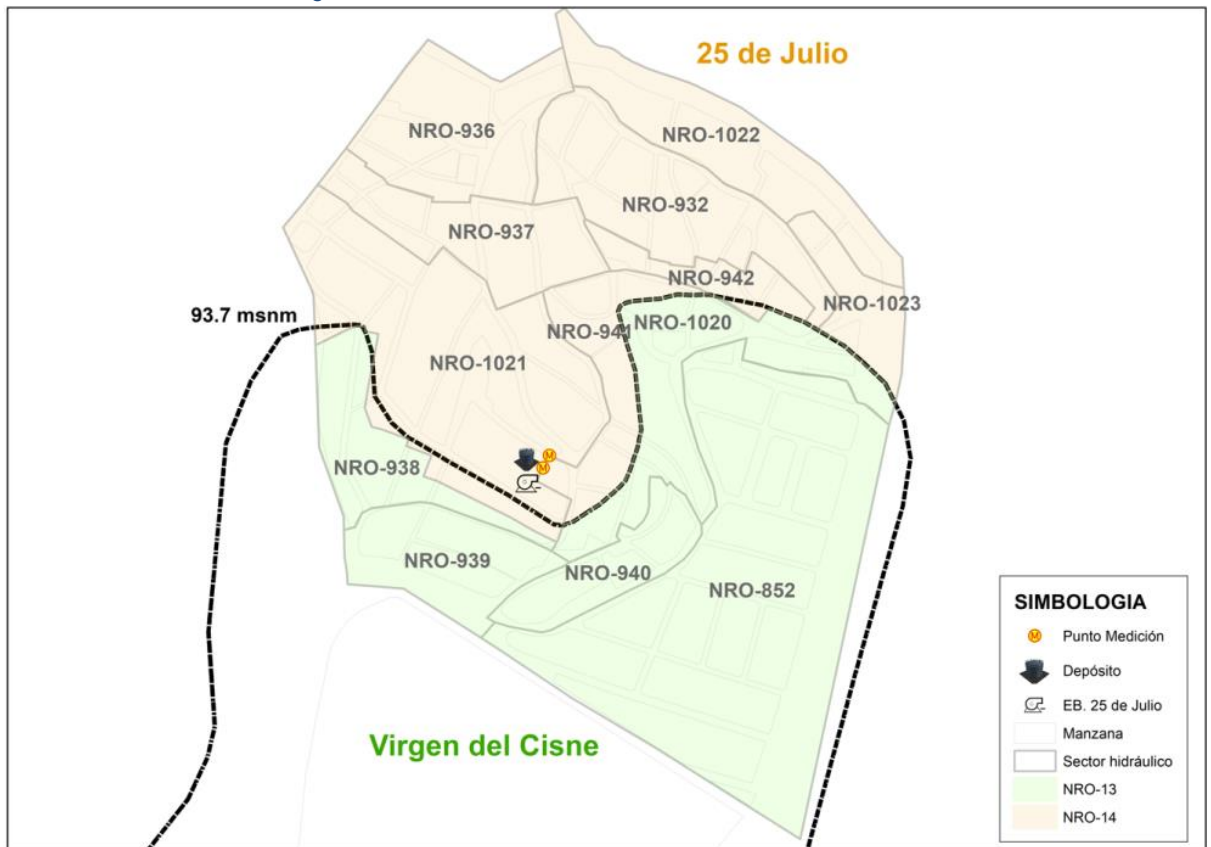 25 de Julio
NRO-936
NRO-1022
NRO-932
NRO-937
NRO-942
NRO-1023
93.7 msnm
NRO-941
NRO-1020
NRO-1021
M
M
NRO-938
NRO-939
NRO-940
NRO-852
Virgen del Cisne
SIMBOLOGIA
M Punto Medición
Depósito
EB. 25 de Julio
Manzana
Sector hidráulico
NRO-13
NRO-14